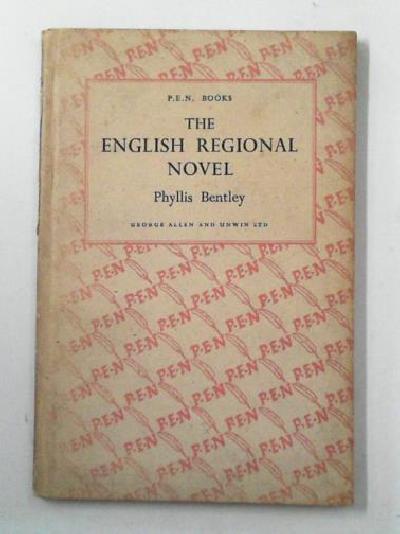 P.E.N. BOOKS
THE
ENGLISH REGIONAL
NOVEL
Phyllis Bentley
GEORGE ALLEN AND UNWIN LTD